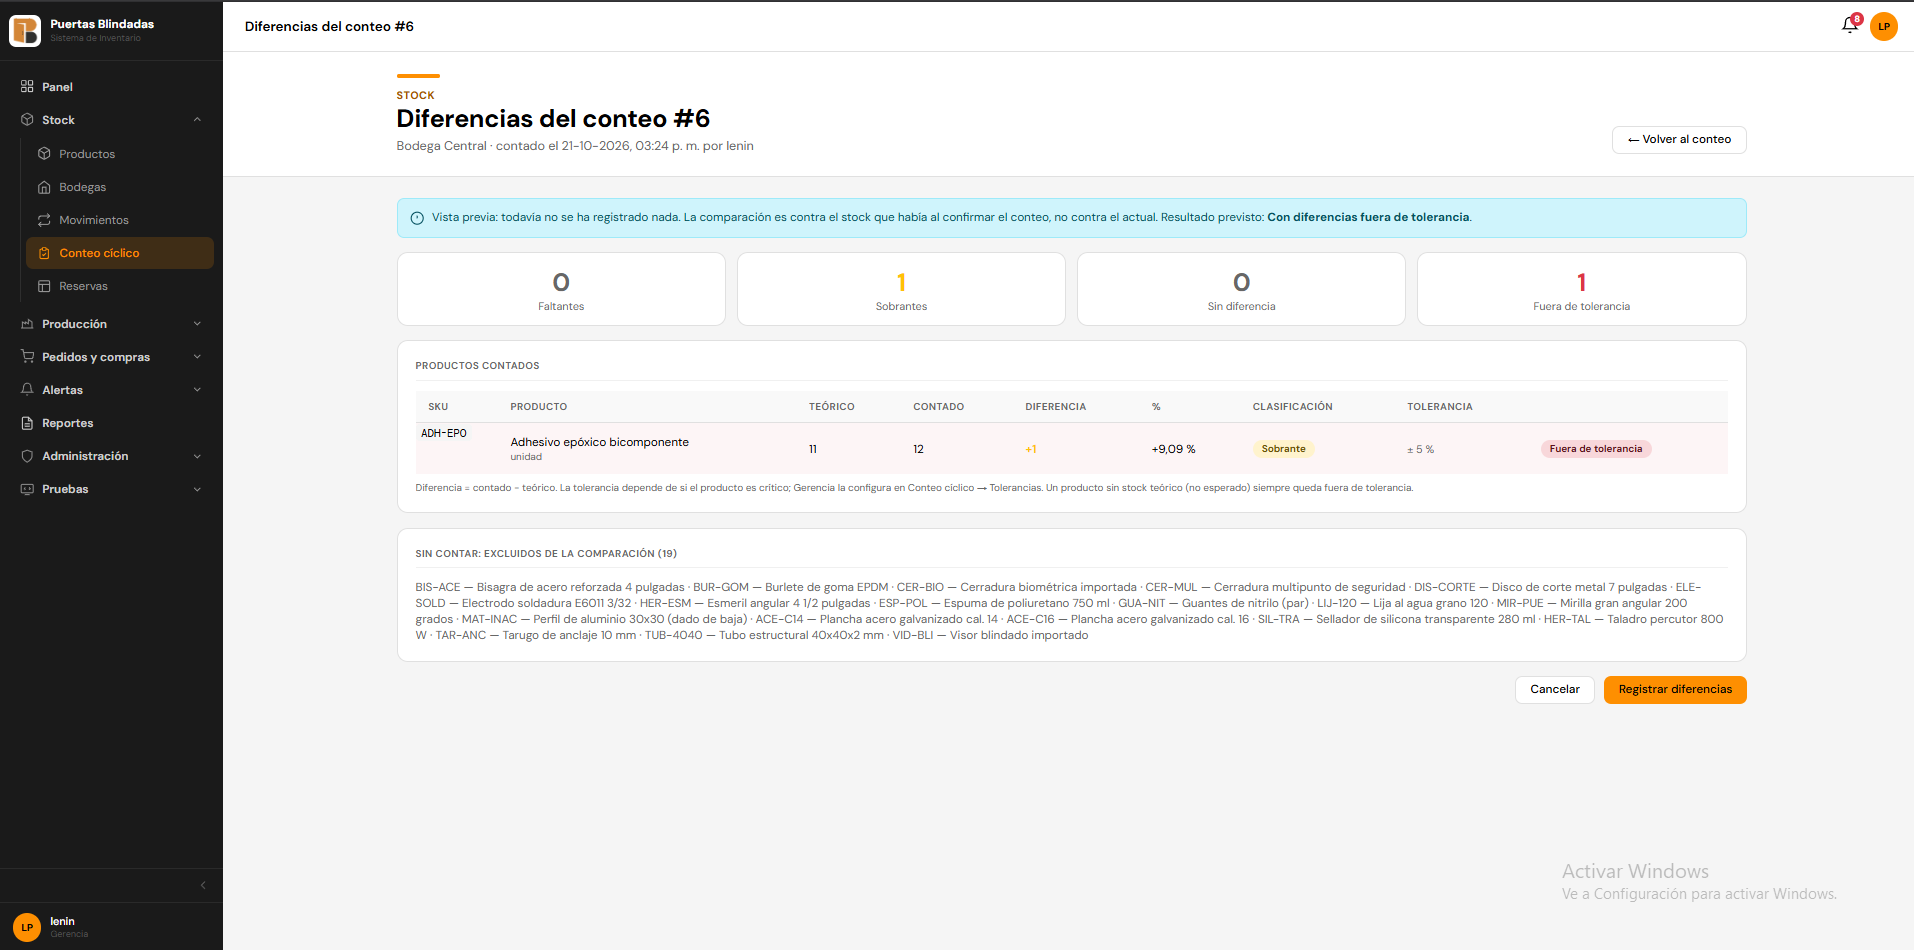 Puertas Blindadas
Sistema de Inventario
Panel
Stock
Productos
Bodegas
Movimientos
Conteo cíclico
Reservas
Producción
Pedidos y compras
Alertas
Reportes
Administración
Pruebas
LP
lenin
Gerencia
Diferencias del conteo #6
8
LP
STOCK
Diferencias del conteo #6
Bodega Central · contado el 21-10-2026, 03:24 p. m. por lenin
← Volver al conteo
Vista previa: todavía no se ha registrado nada. La comparación es contra el stock que había al confirmar el conteo, no contra el actual. Resultado previsto: Con diferencias fuera de tolerancia.
0
Faltantes
1
Sobrantes
0
Sin diferencia
1
Fuera de tolerancia
PRODUCTOS CONTADOS
SKU PRODUCTO TEÓRICO CONTADO DIFERENCIA % CLASIFICACIÓN TOLERANCIA
ADH-EPO Adhesivo epóxico bicomponente 11 12 +1 +9,09 % Sobrante ± 5 % Fuera de tolerancia
unidad
Diferencia = contado − teórico. La tolerancia depende de si el producto es crítico; Gerencia la configura en Conteo cíclico → Tolerancias. Un producto sin stock teórico (no esperado) siempre queda fuera de tolerancia.
SIN CONTAR: EXCLUIDOS DE LA COMPARACIÓN (19)
BIS-ACE — Bisagra de acero reforzada 4 pulgadas · BUR-GOM — Burlete de goma EPDM · CER-BIO — Cerradura biométrica importada · CER-MUL — Cerradura multipunto de seguridad · DIS-CORTE — Disco de corte metal 7 pulgadas · ELE-
SOLD — Electrodo soldadura E6011 3/32 · HER-ESM — Esmeril angular 4 1/2 pulgadas · ESP-POL — Espuma de poliuretano 750 ml · GUA-NIT — Guantes de nitrilo (par) · LIJ-120 — Lija al agua grano 120 · MIR-PUE — Mirilla gran angular 200
grados · MAT-INAC — Perfil de aluminio 30x30 (dado de baja) · ACE-C14 — Plancha acero galvanizado cal. 14 · ACE-C16 — Plancha acero galvanizado cal. 16 · SIL-TRA — Sellador de silicona transparente 280 ml · HER-TAL — Taladro percutor 800
W · TAR-ANC — Tarugo de anclaje 10 mm · TUB-4040 — Tubo estructural 40x40x2 mm · VID-BLI — Visor blindado importado
Cancelar
Registrar diferencias
Activar Windows
Ve a Configuración para activar Windows.